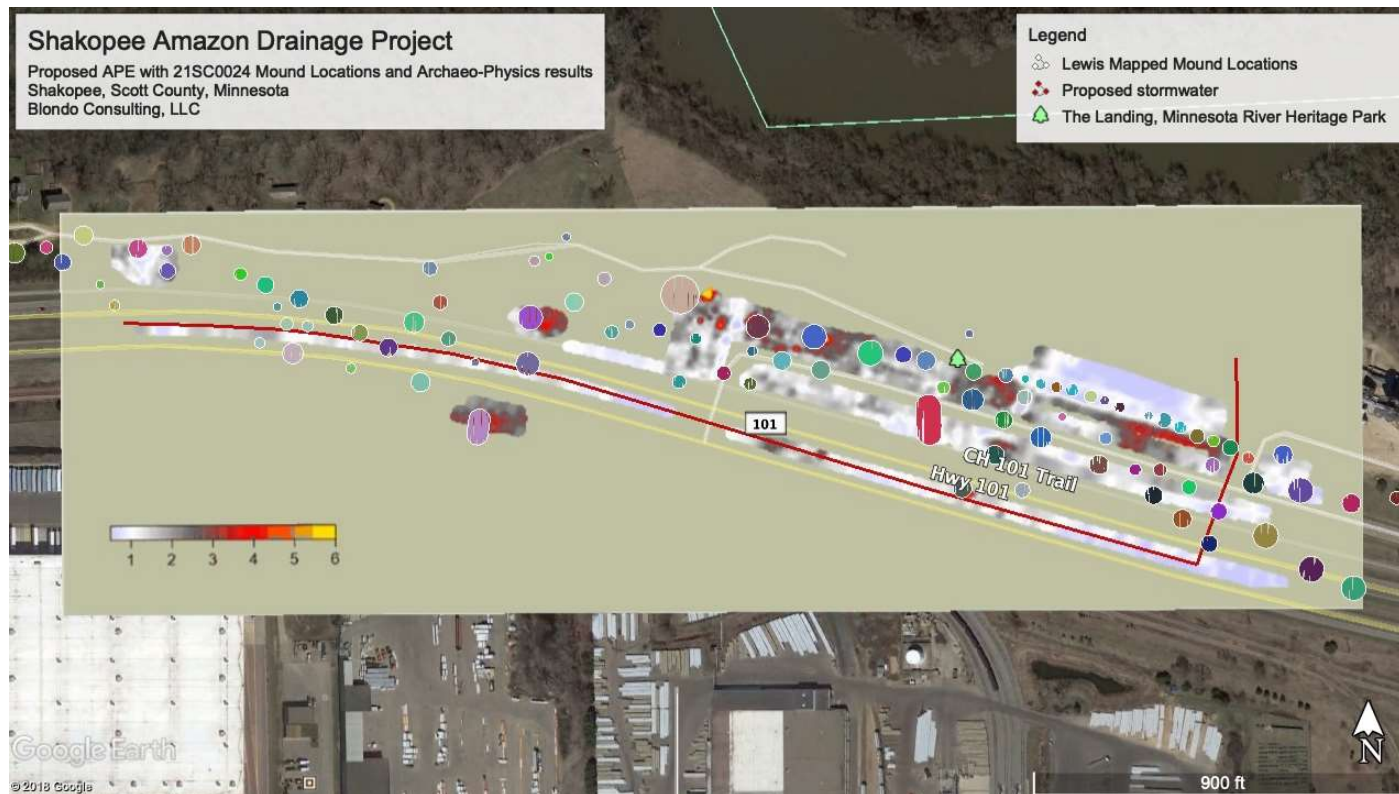 Shakopee Amazon Drainage Project
Proposed APE with 21SC0024 Mound Locations and Archaeo-Physics results
Shakopee, Scott County, Minnesota
Blondo Consulting, LLC
Legend
Lewis Mapped Mound Locations
Proposed stormwater
The Landing, Minnesota River Heritage Park
101
CH 101 Trail
Hwy 101
1 2 3 4 5 6
Google Earth
© 2018 Google
N
900 ft